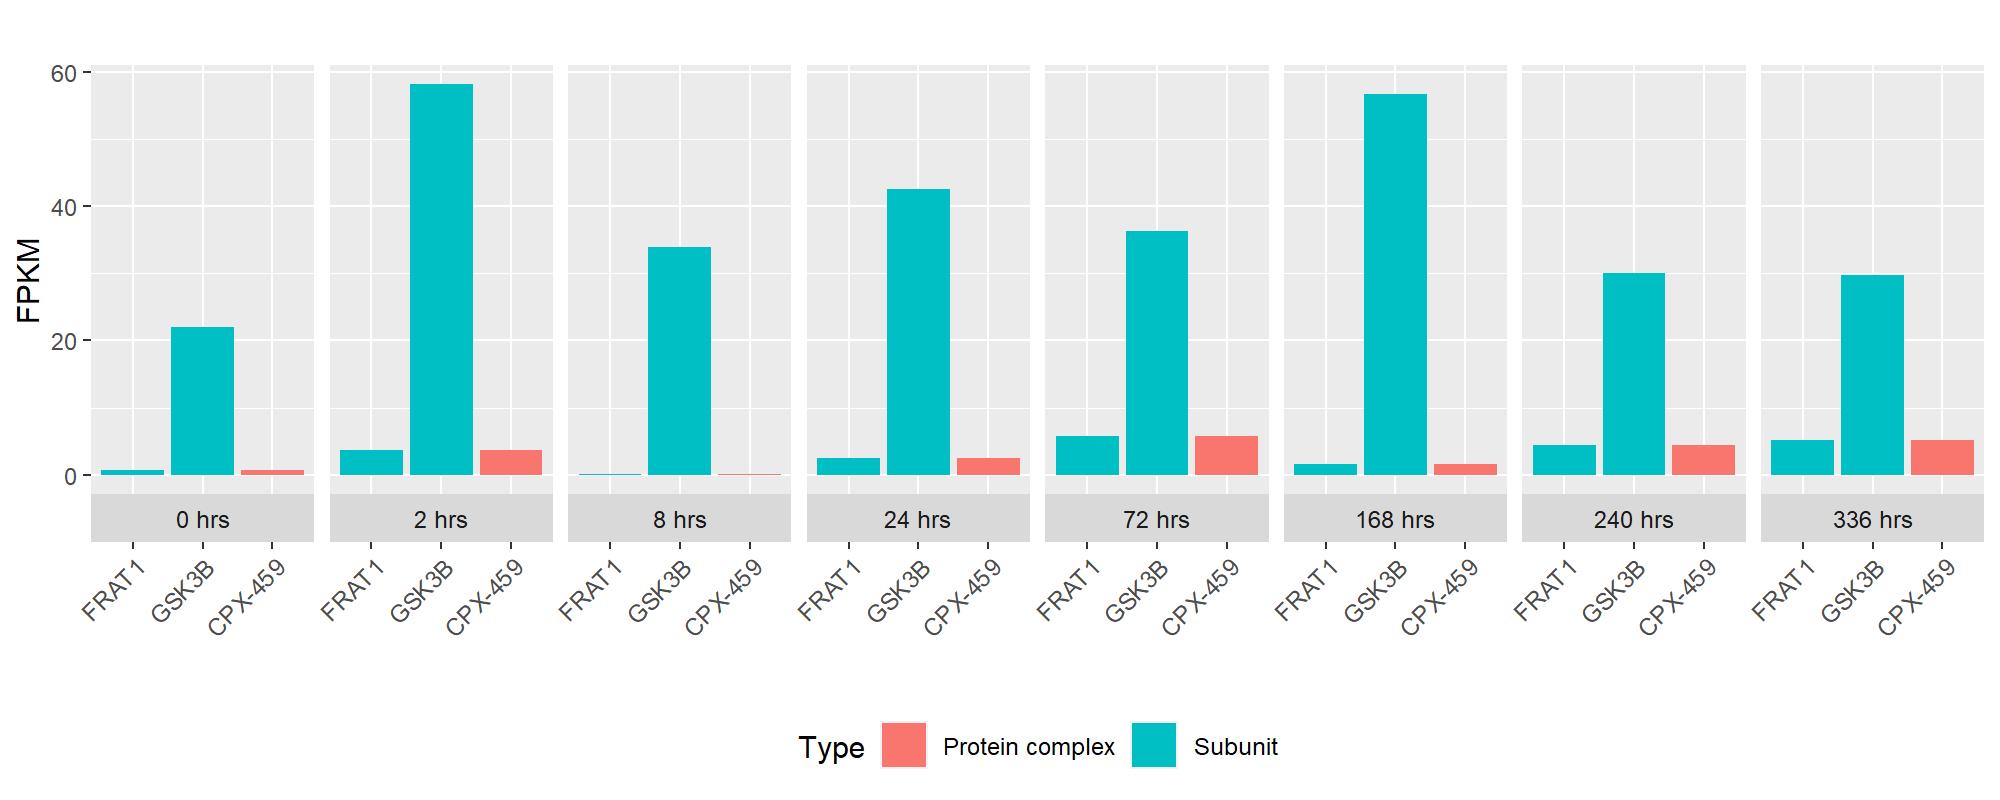 FPKM
60
40
20
0
0 hrs 2 hrs 8 hrs 24 hrs 72 hrs 168 hrs 240 hrs 336 hrs
FRAT1 GSK3B CPX-459 FRAT1 GSK3B CPX-459 FRAT1 GSK3B CPX-459 FRAT1 GSK3B CPX-459 FRAT1 GSK3B CPX-459 FRAT1 GSK3B CPX-459 FRAT1 GSK3B CPX-459 FRAT1 GSK3B CPX-459
Type Protein complex Subunit